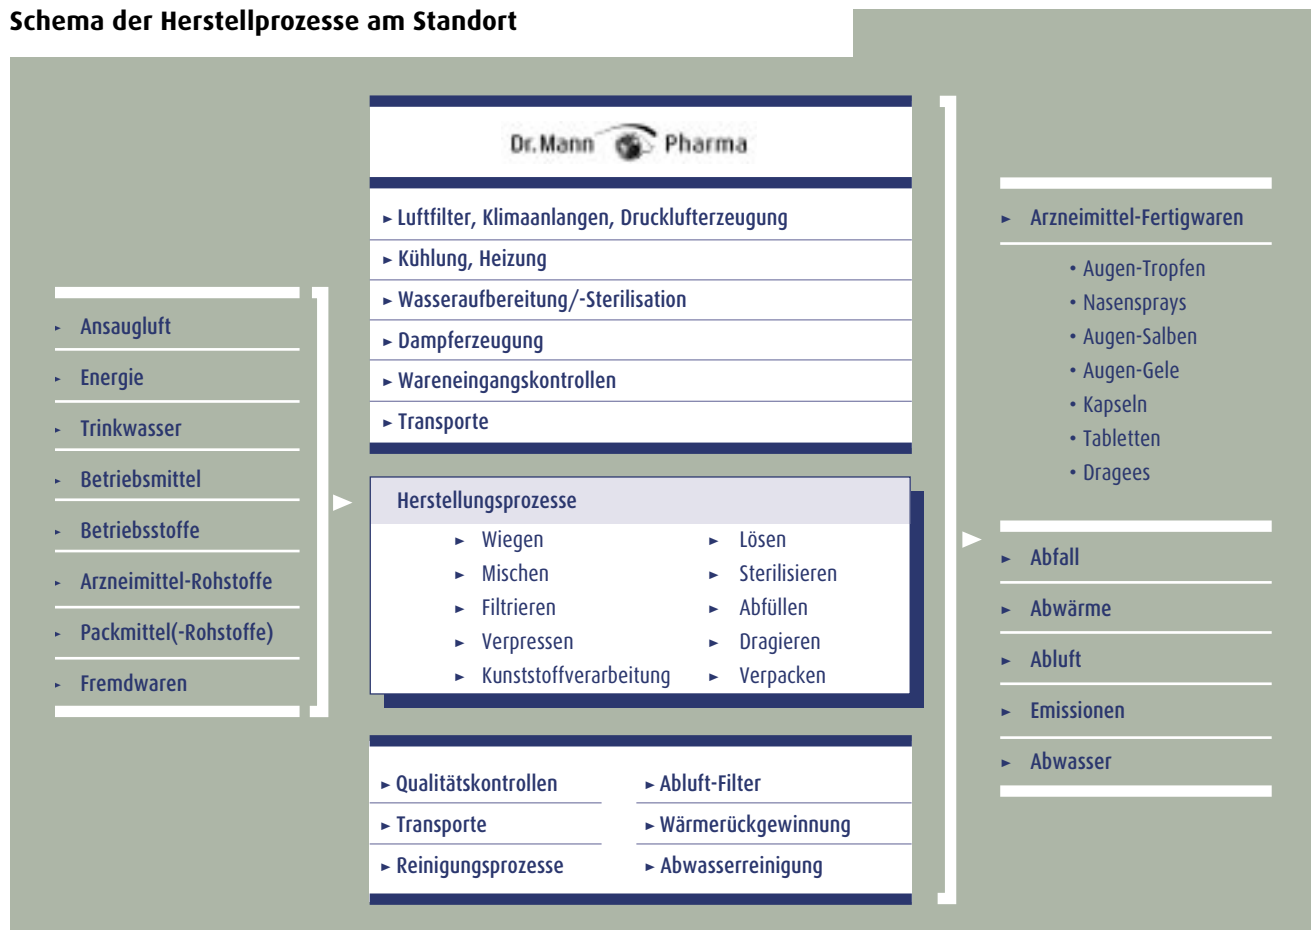 Schema der Herstellprozesse am Standort
Ansaugluft
Energie
Trinkwasser
Betriebsmittel
Betriebsstoffe
Arzneimittel-Rohstoffe
Packmittel(-Rohstoffe)
Fremdwaren
Dr. Mann Pharma
Luftfilter, Klimaanlangen, Drucklufterzeugung
Kühlung, Heizung
Wasseraufbereitung/-Sterilisation
Dampferzeugung
Wareneingangskontrollen
Transporte
Herstellungsprozesse
Wiegen
Mischen
Filtrieren
Verpressen
Kunststoffverarbeitung
Lösen
Sterilisieren
Abfüllen
Dragieren
Verpacken
Qualitätskontrollen
Transporte
Reinigungsprozesse
Abluft-Filter
Wärmerückgewinnung
Abwasserreinigung
Arzneimittel-Fertigwaren
• Augen-Tropfen
• Nasensprays
• Augen-Salben
• Augen-Gele
• Kapseln
• Tabletten
• Dragees
Abfall
Abwärme
Abluft
Emissionen
Abwasser